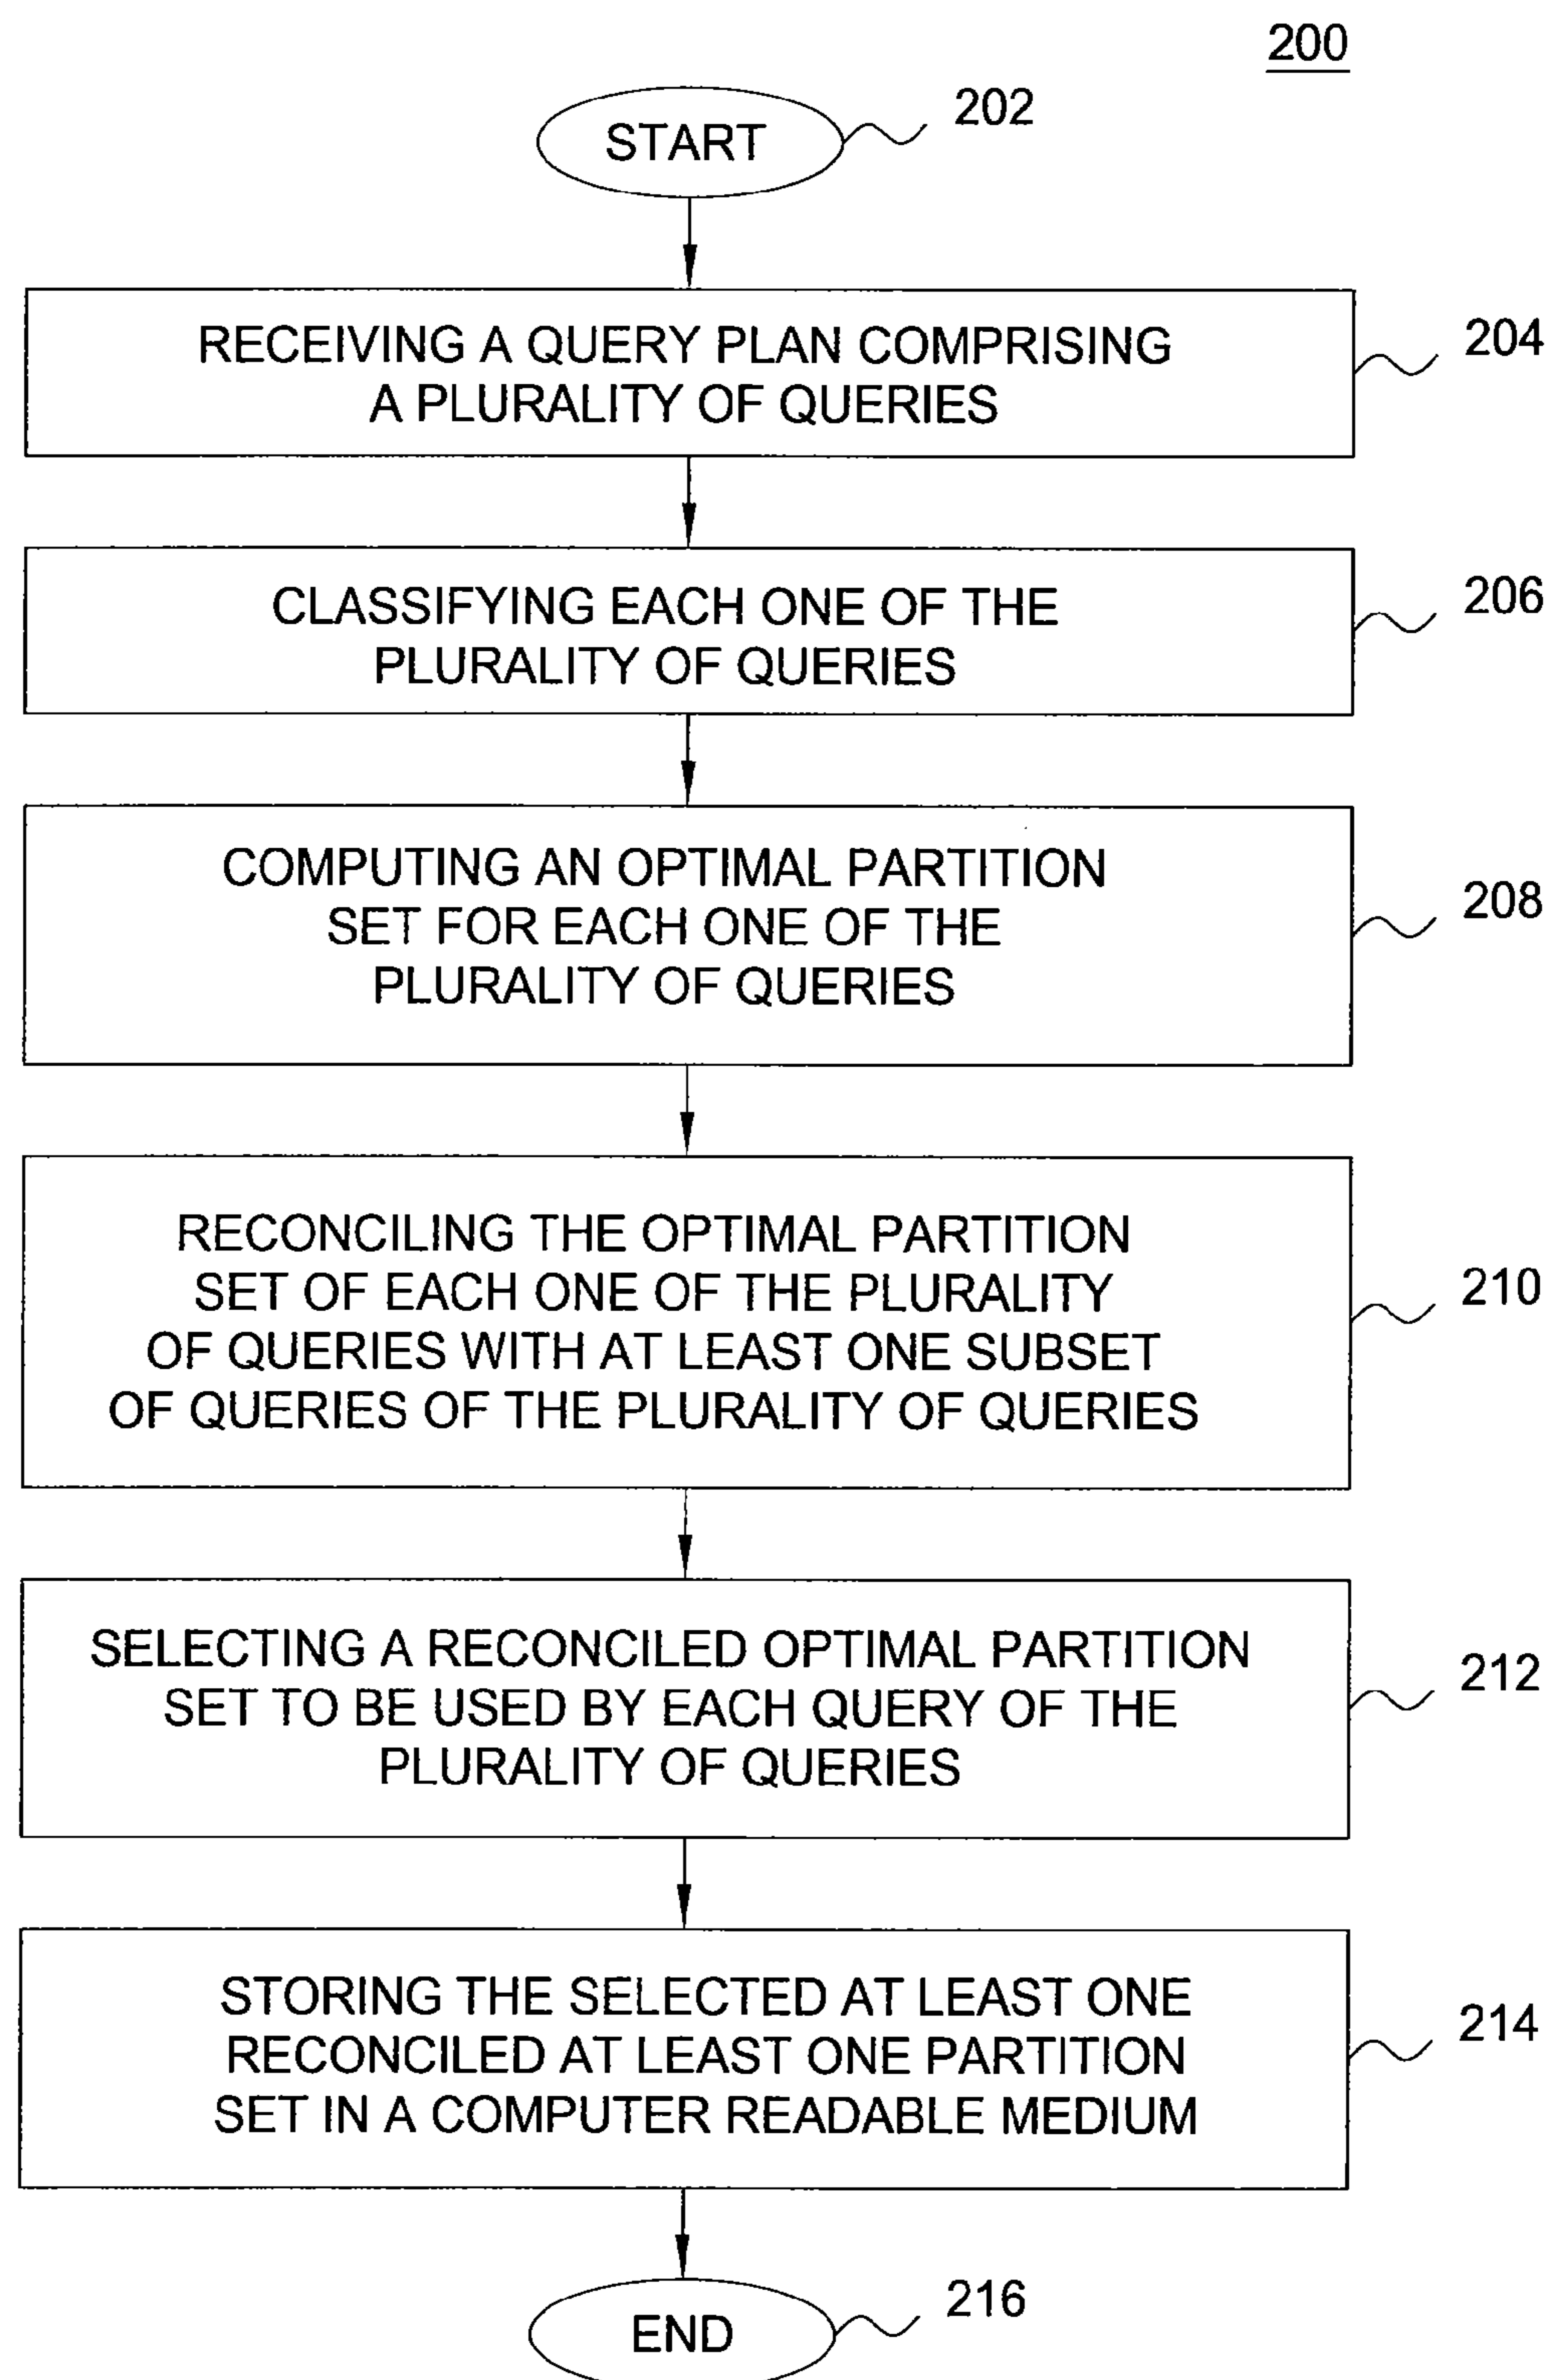 200
START
202
RECEIVING A QUERY PLAN COMPRISING
A PLURALITY OF QUERIES
204
CLASSIFYING EACH ONE OF THE
PLURALITY OF QUERIES
206
COMPUTING AN OPTIMAL PARTITION
SET FOR EACH ONE OF THE
PLURALITY OF QUERIES
208
RECONCILING THE OPTIMAL PARTITION
SET OF EACH ONE OF THE PLURALITY
OF QUERIES WITH AT LEAST ONE SUBSET
OF QUERIES OF THE PLURALITY OF QUERIES
210
SELECTING A RECONCILED OPTIMAL PARTITION
SET TO BE USED BY EACH QUERY OF THE
PLURALITY OF QUERIES
212
STORING THE SELECTED AT LEAST ONE
RECONCILED AT LEAST ONE PARTITION
SET IN A COMPUTER READABLE MEDIUM
214
END
216